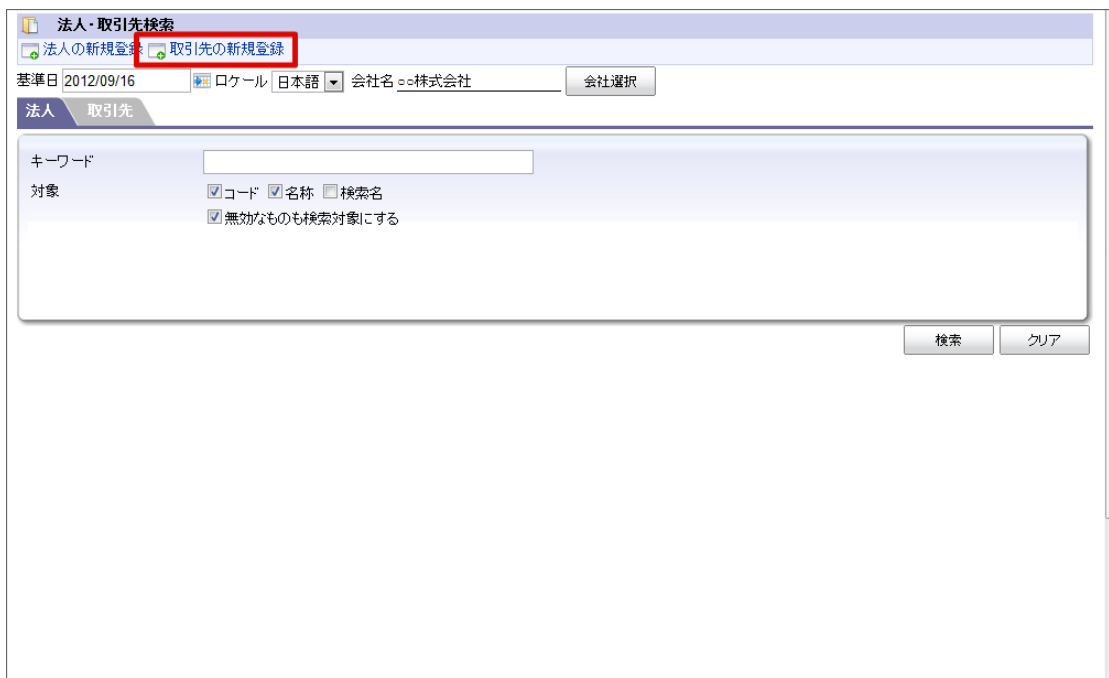 法人・取引先検索
法人の新規登録 取引先の新規登録
基準日 2012/09/16 ロケール 日本語 会社名 ○○株式会社 会社選択
法人 取引先
キーワード
対象 コード 名称 検索名
無効なものも検索対象にする
検索 クリア